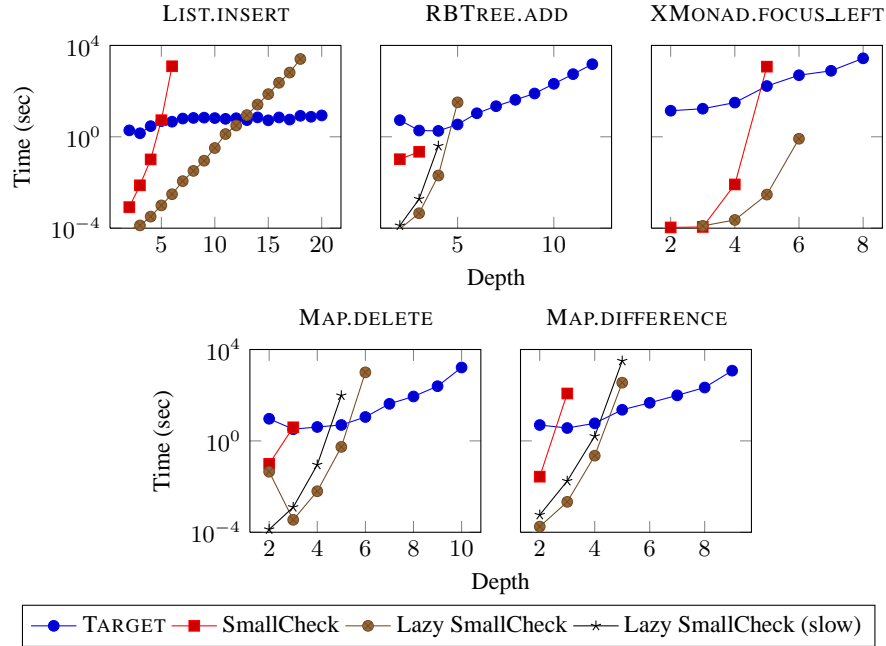 LIST.INSERT RBTREE.ADD XMONAD.FOCUS_LEFT
Time (sec)
10^4
10^0
10^−4
5 10 15 20
5 10
2 4 6 8
Depth
MAP.DELETE MAP.DIFFERENCE
Time (sec)
10^4
10^0
10^−4
2 4 6 8 10
2 4 6 8
Depth
TARGET SmallCheck Lazy SmallCheck Lazy SmallCheck (slow)